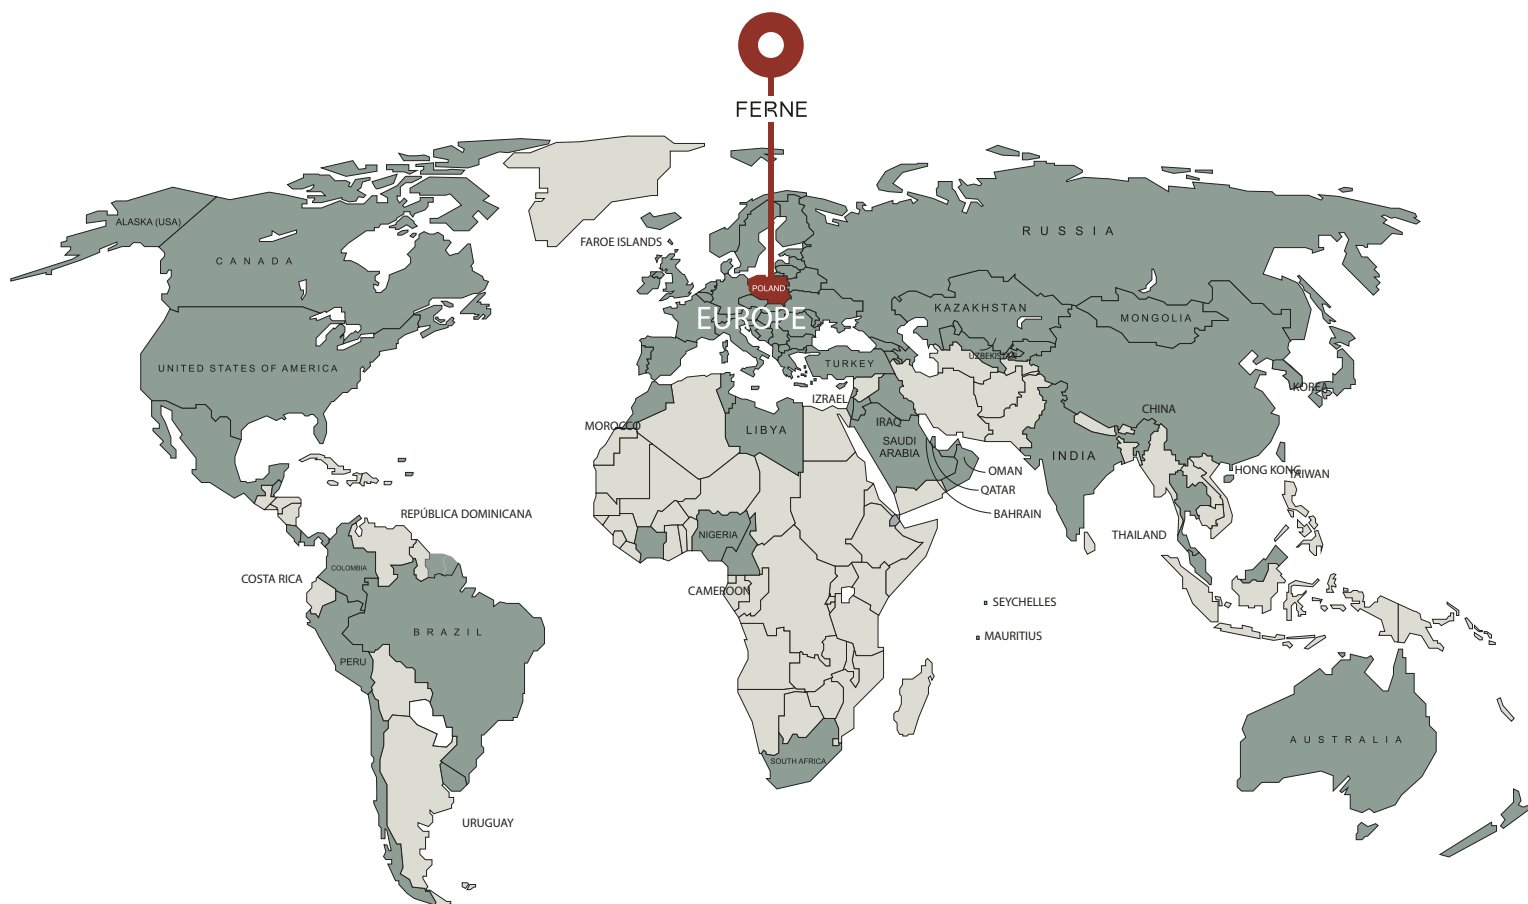 FERNE
ALASKA (USA)
CANADA
FAROE ISLANDS
RUSSIA
POLAND
EUROPE
KAZAKHSTAN
MONGOLIA
UNITED STATES OF AMERICA
TURKEY
UZBEKISTAN
KOREA
IZRAEL
CHINA
MOROCCO
LIBYA
IRAQ
SAUDI
ARABIA
INDIA
OMAN
HONG KONG
TAIWAN
QATAR
BAHRAIN
REPÚBLICA DOMINICANA
NIGERIA
THAILAND
COLOMBIA
COSTA RICA
CAMEROON
SEYCHELLES
BRAZIL
MAURITIUS
PERU
AUSTRALIA
SOUTH AFRICA
URUGUAY